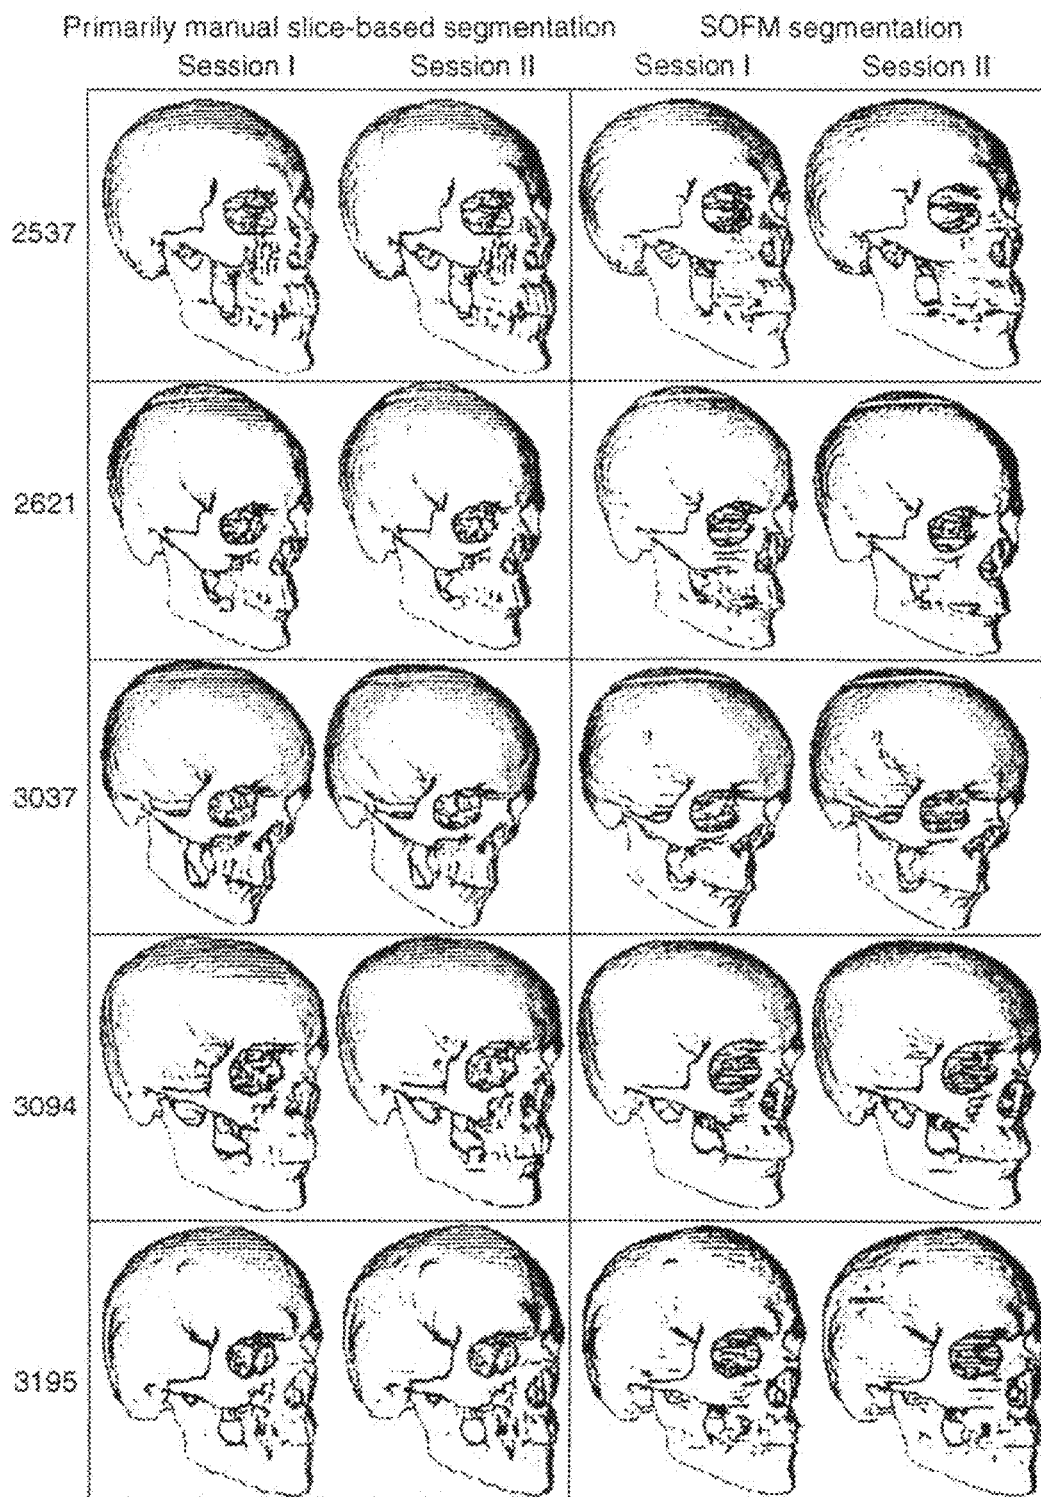 Primarily manual slice-based segmentation SOFM segmentation
Session I Session II Session I Session II
2537
2621
3037
3094
3195